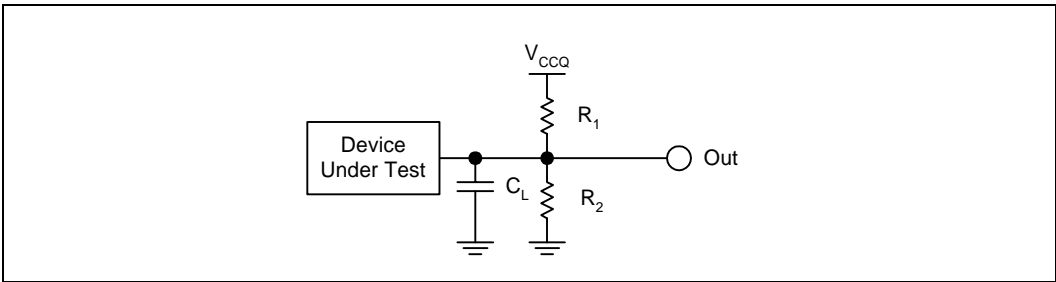 V_CCQ
R_1
Device
Under Test
Out
C_L
R_2